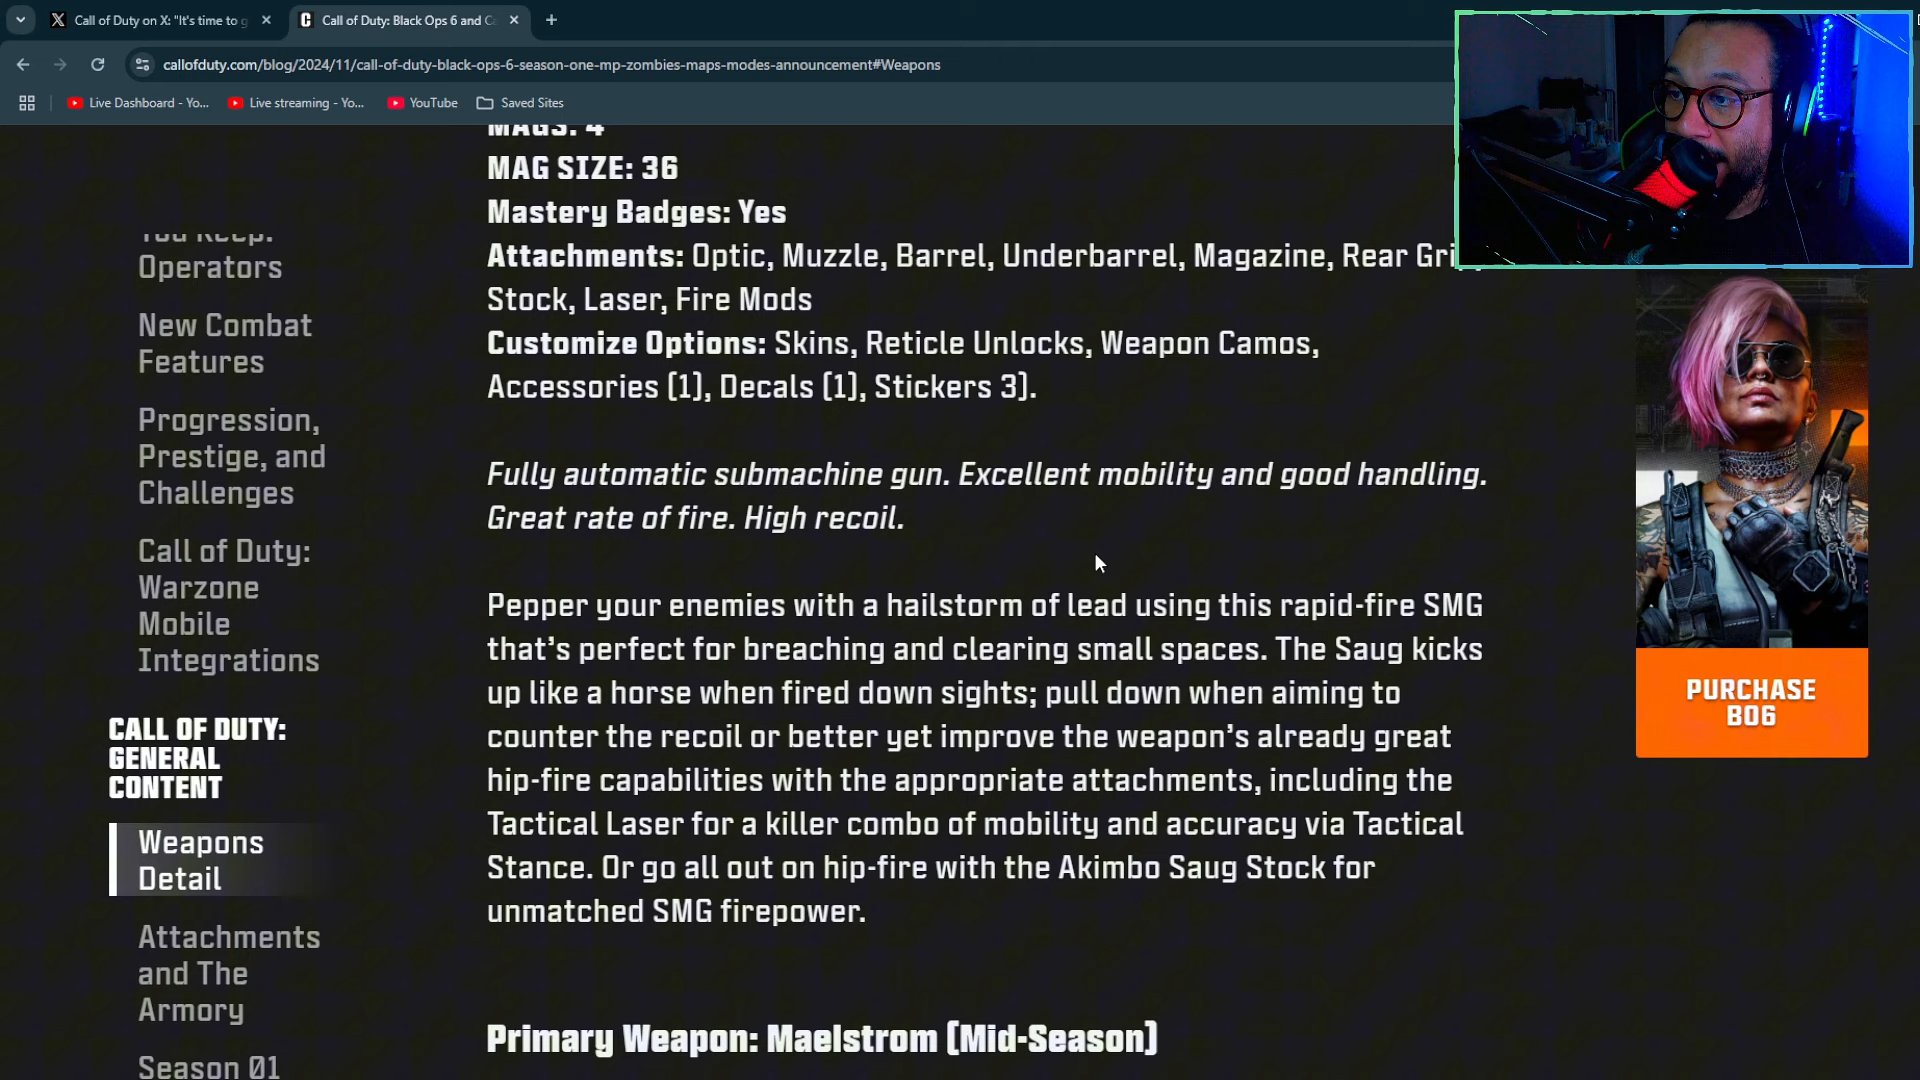 Call of Duty on X: "It's time to g
Call of Duty: Black Ops 6 and C
callofduty.com/blog/2024/11/call-of-duty-black-ops-6-season-one-mp-zombies-maps-modes-announcement#Weapons
Live Dashboard - Yo...
Live streaming - Yo...
YouTube
Saved Sites
You Keep:
Operators
New Combat
Features
Progression,
Prestige, and
Challenges
Call of Duty:
Warzone
Mobile
Integrations
CALL OF DUTY:
GENERAL
CONTENT
Weapons
Detail
Attachments
and The
Armory
Season 01
MAGS: 4
MAG SIZE: 36
Mastery Badges: Yes
Attachments: Optic, Muzzle, Barrel, Underbarrel, Magazine, Rear Gri
Stock, Laser, Fire Mods
Customize Options: Skins, Reticle Unlocks, Weapon Camos,
Accessories [1], Decals [1], Stickers 3].
Fully automatic submachine gun. Excellent mobility and good handling.
Great rate of fire. High recoil.
Pepper your enemies with a hailstorm of lead using this rapid-fire SMG
that's perfect for breaching and clearing small spaces. The Saug kicks
up like a horse when fired down sights; pull down when aiming to
counter the recoil or better yet improve the weapon's already great
hip-fire capabilities with the appropriate attachments, including the
Tactical Laser for a killer combo of mobility and accuracy via Tactical
Stance. Or go all out on hip-fire with the Akimbo Saug Stock for
unmatched SMG firepower.
Primary Weapon: Maelstrom [Mid-Season]
PURCHASE
BO6